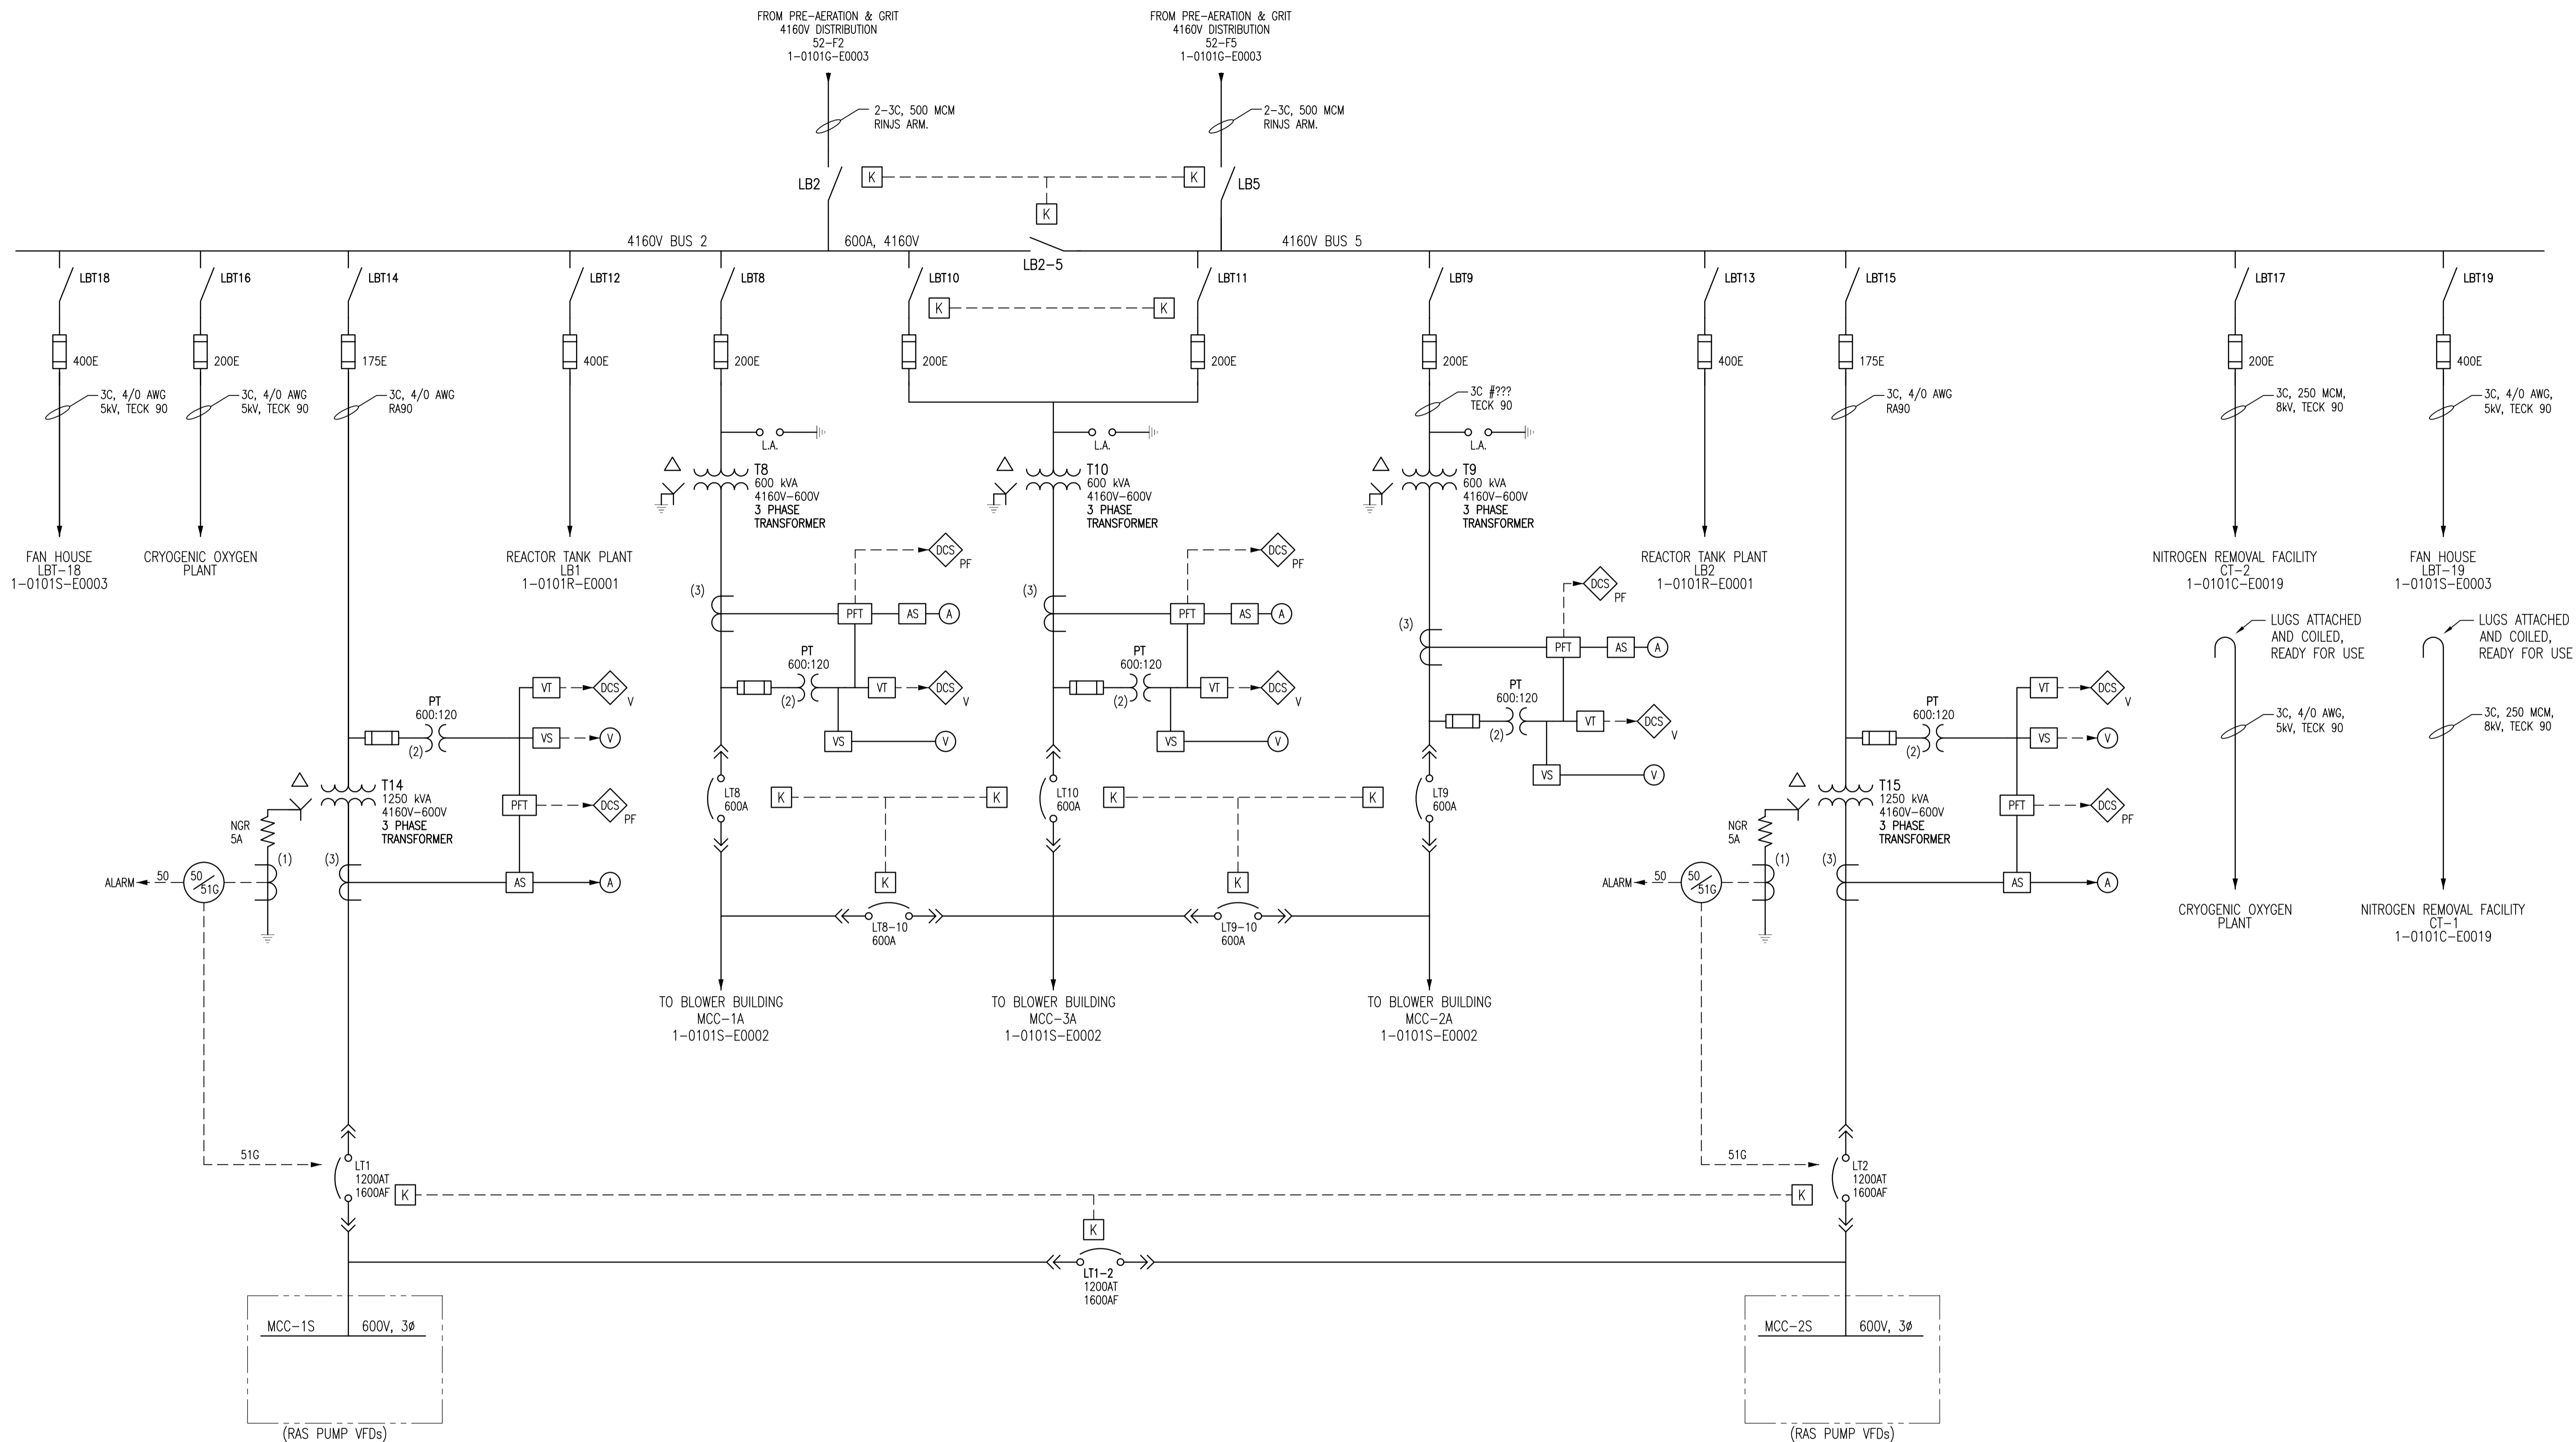 FROM PRE-AERATION & GRIT
4160V DISTRIBUTION
52-F2
1-0101G-E0003
FROM PRE-AERATION & GRIT
4160V DISTRIBUTION
52-F5
1-0101G-E0003
2-3C, 500 MCM
RINJS ARM.
2-3C, 500 MCM
RINJS ARM.
LB2
K
K
LB5
K
4160V BUS 2
600A, 4160V
4160V BUS 5
LB2-5
LBT18
LBT16
LBT14
LBT12
LBT8
LBT10
LBT11
LBT9
LBT13
LBT15
LBT17
LBT19
K
K
400E
200E
175E
400E
200E
200E
200E
200E
400E
175E
200E
400E
3C, 4/0 AWG
5kV, TECK 90
3C, 4/0 AWG
5kV, TECK 90
3C, 4/0 AWG
RA90
3C #???
TECK 90
3C, 4/0 AWG
RA90
3C, 250 MCM,
8kV, TECK 90
3C, 4/0 AWG,
5kV, TECK 90
L.A.
L.A.
L.A.
T8
600 kVA
4160V-600V
3 PHASE
TRANSFORMER
T10
600 kVA
4160V-600V
3 PHASE
TRANSFORMER
T9
600 kVA
4160V-600V
3 PHASE
TRANSFORMER
FAN HOUSE
LBT-18
1-0101S-E0003
CRYOGENIC OXYGEN
PLANT
REACTOR TANK PLANT
LB1
1-0101R-E0001
REACTOR TANK PLANT
LB2
1-0101R-E0001
NITROGEN REMOVAL FACILITY
CT-2
1-0101C-E0019
FAN HOUSE
LBT-19
1-0101S-E0003
DCS
PF
(3)
PFT
AS
A
PT
600:120
(2)
VT
DCS
V
VS
V
DCS
PF
(3)
PFT
AS
A
PT
600:120
(2)
VT
DCS
V
VS
V
DCS
PF
(3)
PFT
AS
A
PT
600:120
(2)
VT
DCS
V
VS
V
LUGS ATTACHED
AND COILED,
READY FOR USE
LUGS ATTACHED
AND COILED,
READY FOR USE
3C, 4/0 AWG,
5kV, TECK 90
3C, 250 MCM,
8kV, TECK 90
PT
600:120
(2)
VT
DCS
V
VS
V
T14
1250 kVA
4160V-600V
3 PHASE
TRANSFORMER
PFT
DCS
PF
NGR
5A
(1)
(3)
ALARM
50
50
51G
AS
A
LT8
600A
K
K
LT10
600A
K
K
LT9
600A
K
K
LT8-10
600A
LT9-10
600A
PT
600:120
(2)
VT
DCS
V
VS
V
T15
1250 kVA
4160V-600V
3 PHASE
TRANSFORMER
PFT
DCS
PF
NGR
5A
(1)
(3)
ALARM
50
50
51G
AS
A
CRYOGENIC OXYGEN
PLANT
NITROGEN REMOVAL FACILITY
CT-1
1-0101C-E0019
TO BLOWER BUILDING
MCC-1A
1-0101S-E0002
TO BLOWER BUILDING
MCC-3A
1-0101S-E0002
TO BLOWER BUILDING
MCC-2A
1-0101S-E0002
51G
LT1
1200AT
1600AF
K
51G
LT2
1200AT
1600AF
K
K
LT1-2
1200AT
1600AF
MCC-1S
600V, 3ø
MCC-2S
600V, 3ø
(RAS PUMP VFDs)
(RAS PUMP VFDs)